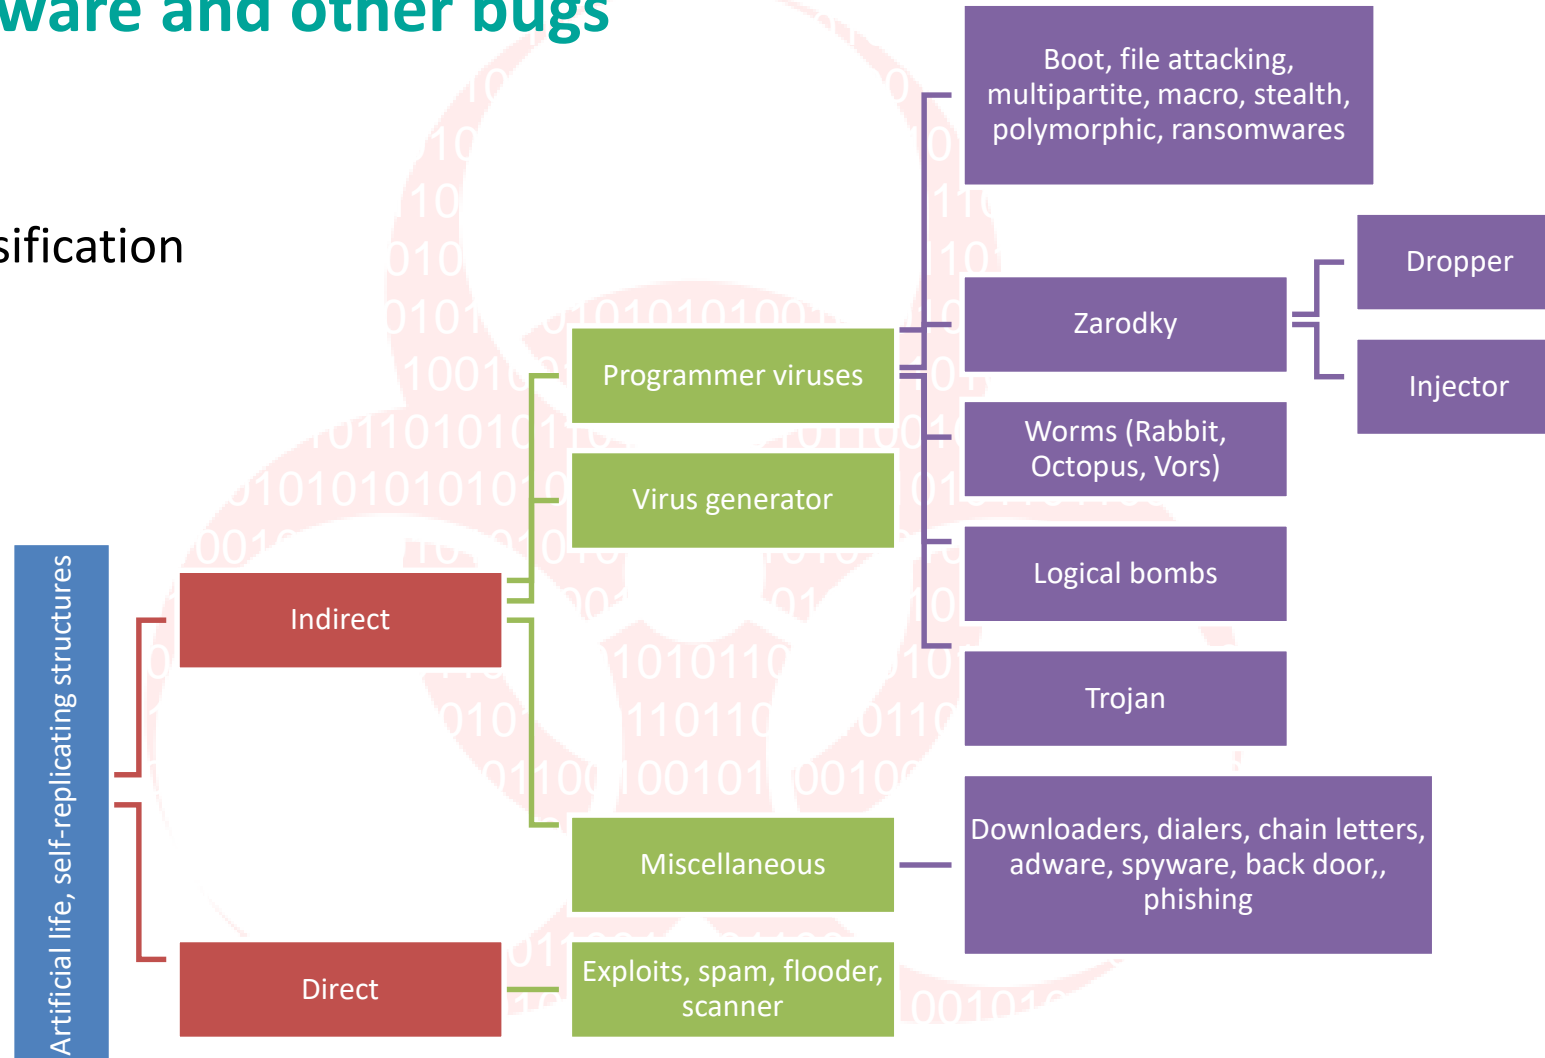 ware and other bugs
sification
Artificial life, self-replicating structures
Indirect
Direct
Programmer viruses
Virus generator
Miscellaneous
Exploits, spam, flooder,
scanner
Boot, file attacking,
multipartite, macro, stealth,
polymorphic, ransomwares
Zarodky
Worms (Rabbit,
Octopus, Vors)
Logical bombs
Trojan
Downloaders, dialers, chain letters,
adware, spyware, back door,,
phishing
Dropper
Injector